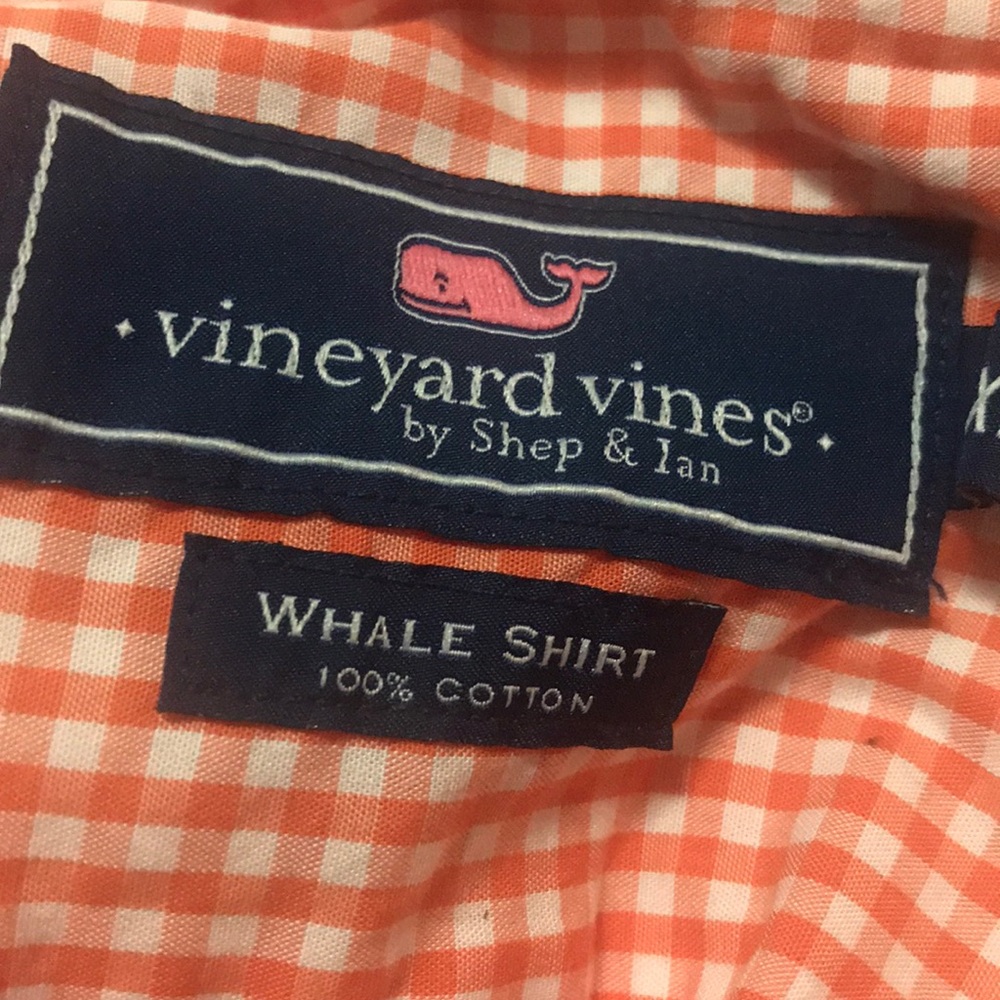 vineyard vines®
by Shep & Ian
WHALE SHIRT
100% COTTON